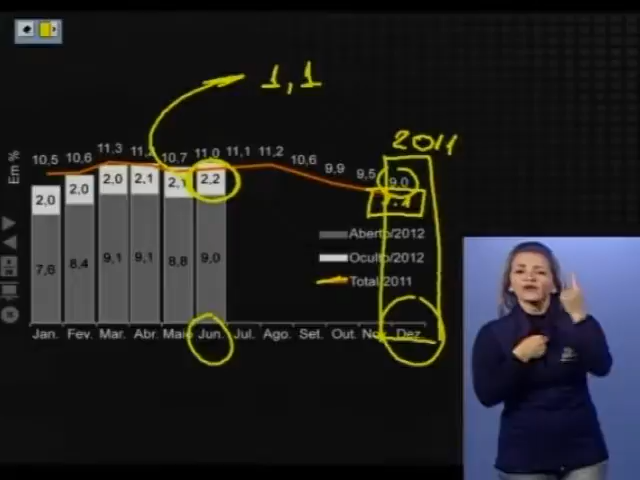 1,1
2011
Em %
10,5 10,6 11,3 11,2 10,7 11,0 11,1 11,2 10,6 9,9 9,5 9,0
2,0 2,0 2,0 2,1 2,1 2,2
7,6 8,4 9,1 9,1 8,8 9,0
Aberto/2012
Oculto/2012
Total 2011
Jan. Fev. Mar. Abr. Maio Jun. Jul. Ago. Set. Out. Nov. Dez.